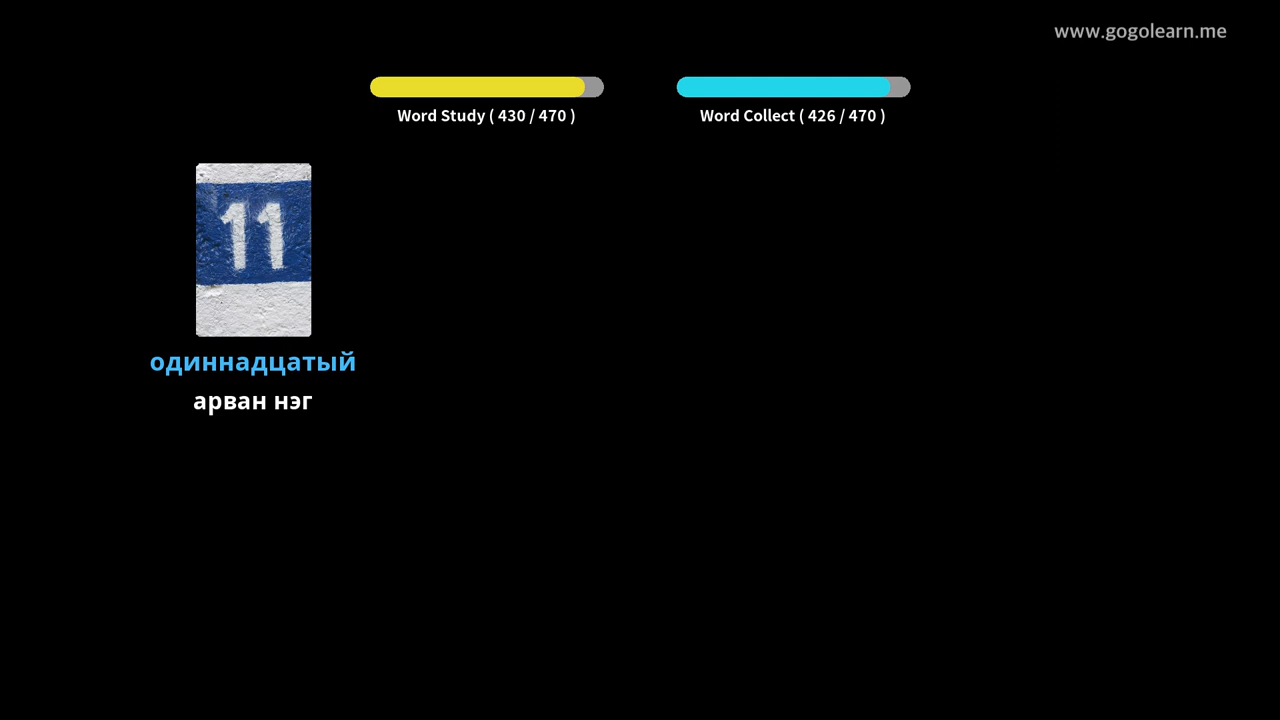 www.gogolearn.me
Word Study ( 430 / 470 )
Word Collect ( 426 / 470 )
11
одиннадцатый
арван нэг